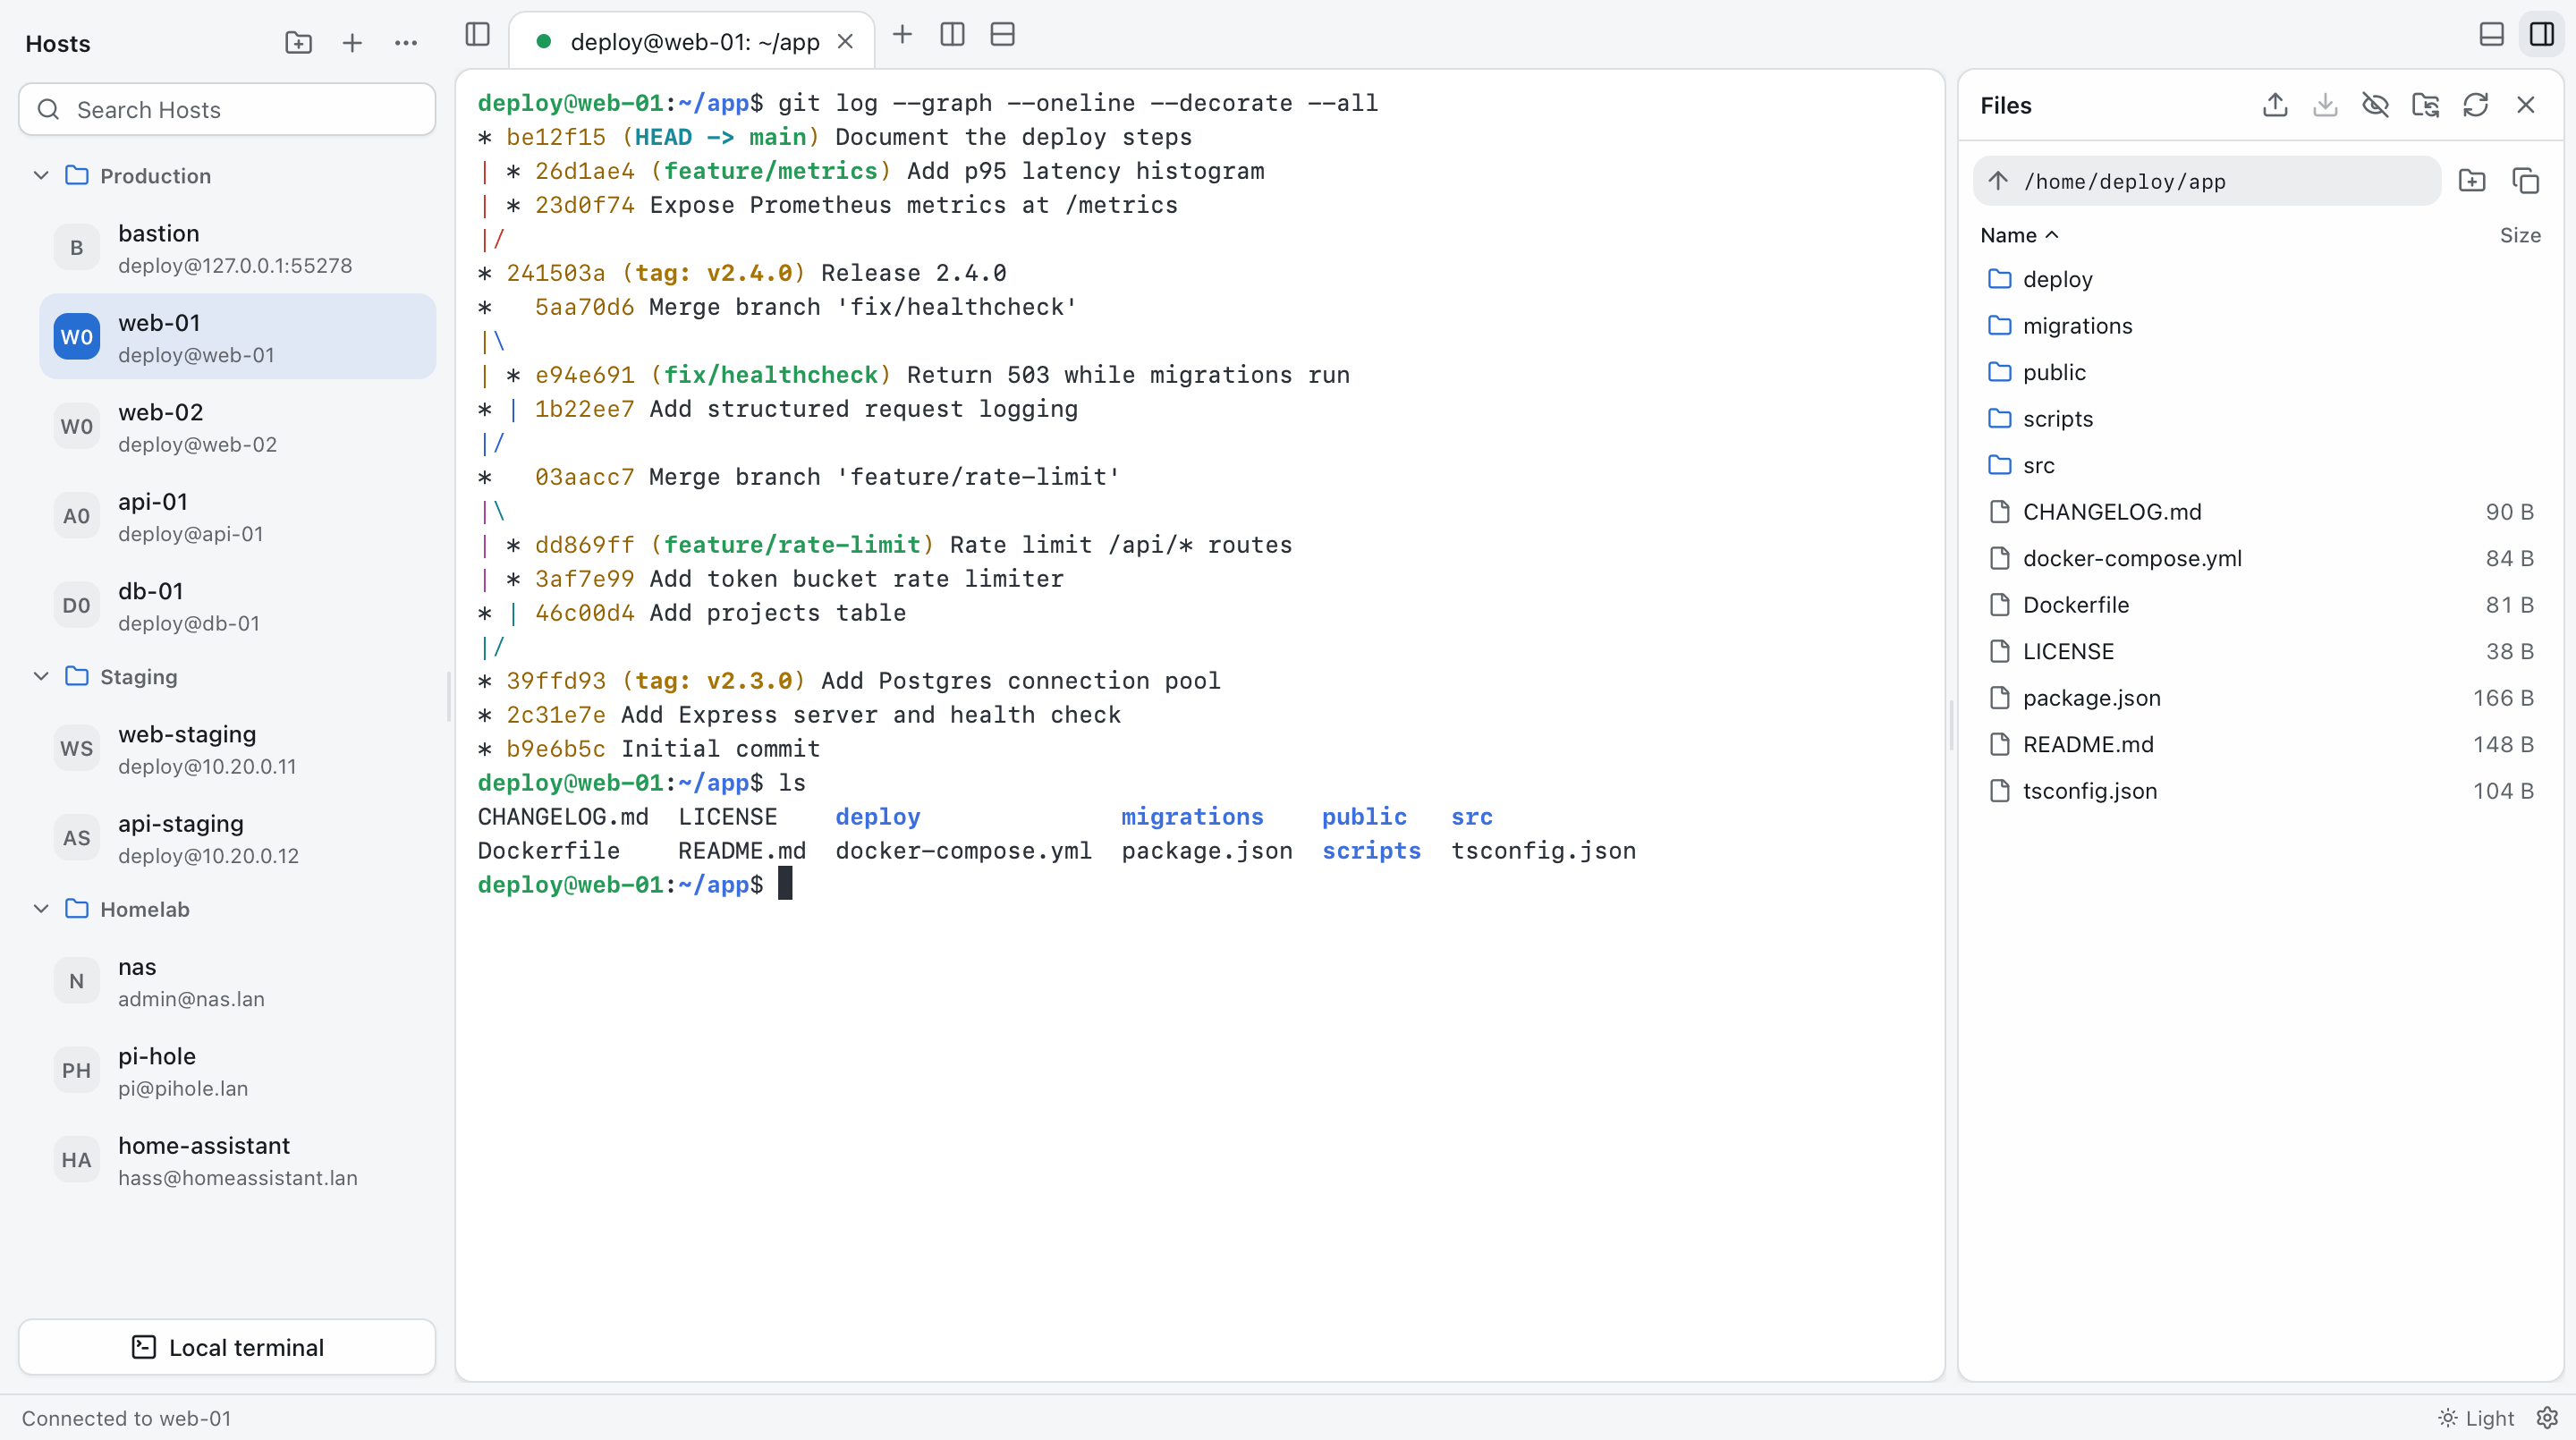 Hosts
Search Hosts
Production
B
bastion
deploy@127.0.0.1:55278
W0
web-01
deploy@web-01
W0
web-02
deploy@web-02
A0
api-01
deploy@api-01
D0
db-01
deploy@db-01
Staging
WS
web-staging
deploy@10.20.0.11
AS
api-staging
deploy@10.20.0.12
Homelab
N
nas
admin@nas.lan
PH
pi-hole
pi@pihole.lan
HA
home-assistant
hass@homeassistant.lan
Local terminal
deploy@web-01: ~/app
deploy@web-01:~/app$ git log --graph --oneline --decorate --all
* be12f15 (HEAD -> main) Document the deploy steps
| * 26d1ae4 (feature/metrics) Add p95 latency histogram
| * 23d0f74 Expose Prometheus metrics at /metrics
|/
* 241503a (tag: v2.4.0) Release 2.4.0
*   5aa70d6 Merge branch 'fix/healthcheck'
|\
| * e94e691 (fix/healthcheck) Return 503 while migrations run
* | 1b22ee7 Add structured request logging
|/
*   03aacc7 Merge branch 'feature/rate-limit'
|\
| * dd869ff (feature/rate-limit) Rate limit /api/* routes
| * 3af7e99 Add token bucket rate limiter
* | 46c00d4 Add projects table
|/
* 39ffd93 (tag: v2.3.0) Add Postgres connection pool
* 2c31e7e Add Express server and health check
* b9e6b5c Initial commit
deploy@web-01:~/app$ ls
CHANGELOG.md  LICENSE    deploy              migrations    public   src
Dockerfile    README.md  docker-compose.yml  package.json  scripts  tsconfig.json
deploy@web-01:~/app$
Files
/home/deploy/app
Name Size
deploy
migrations
public
scripts
src
CHANGELOG.md 90 B
docker-compose.yml 84 B
Dockerfile 81 B
LICENSE 38 B
package.json 166 B
README.md 148 B
tsconfig.json 104 B
Connected to web-01
Light